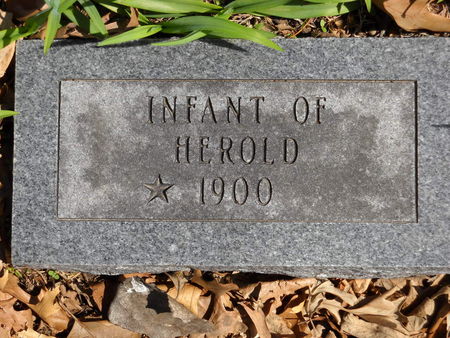 INFANT OF
HEROLD
★ 1900